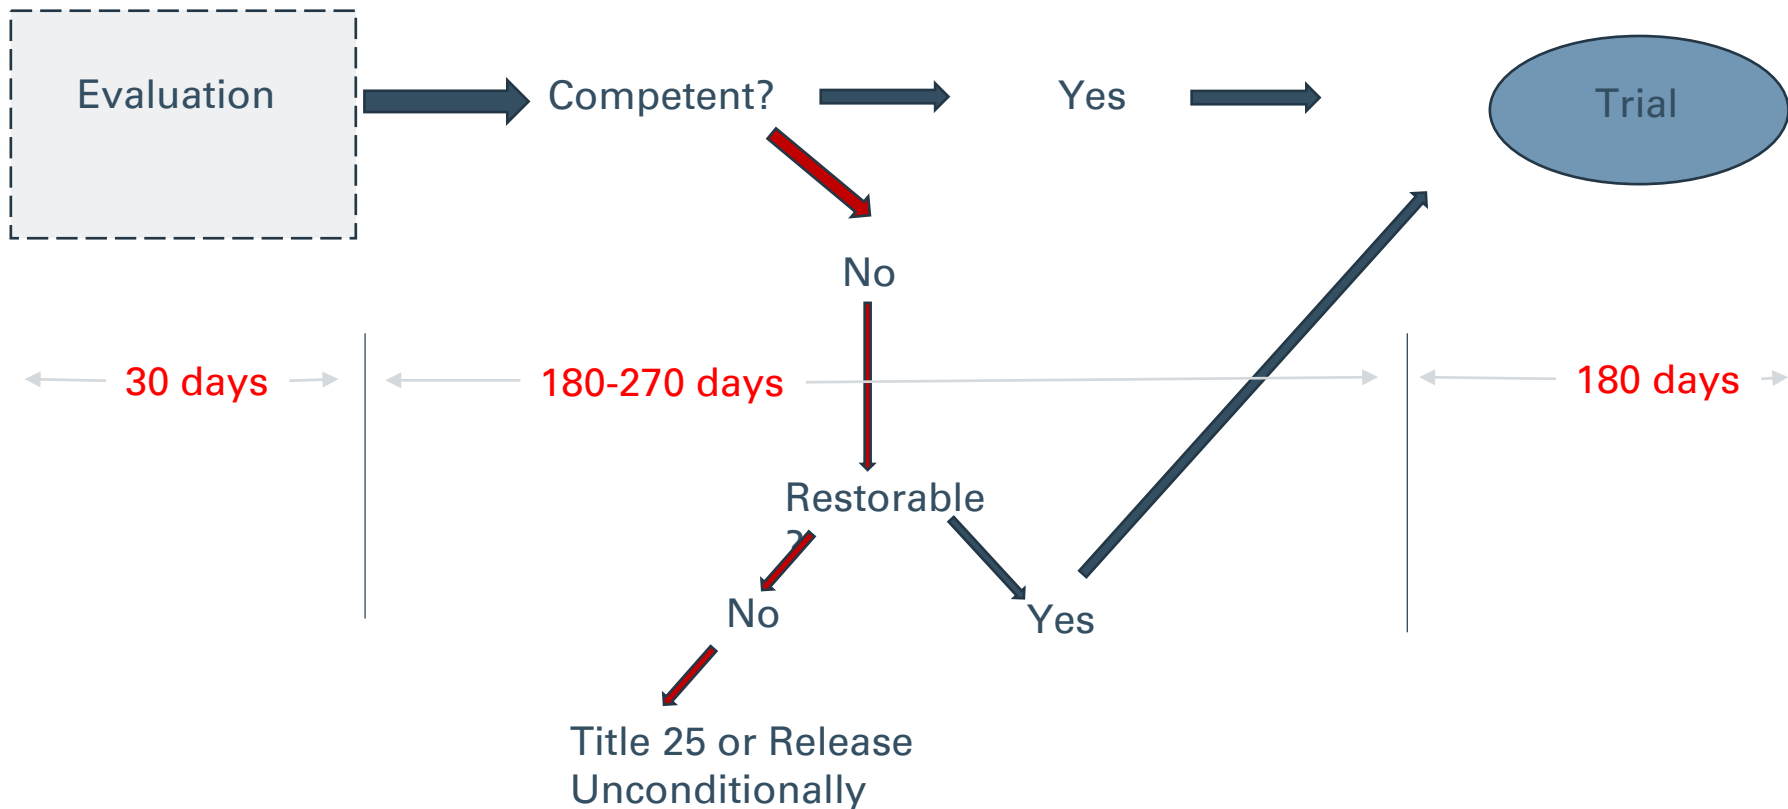 Evaluation
Competent?
Yes
Trial
No
30 days
180-270 days
180 days
Restorable
?
No
Yes
Title 25 or Release
Unconditionally